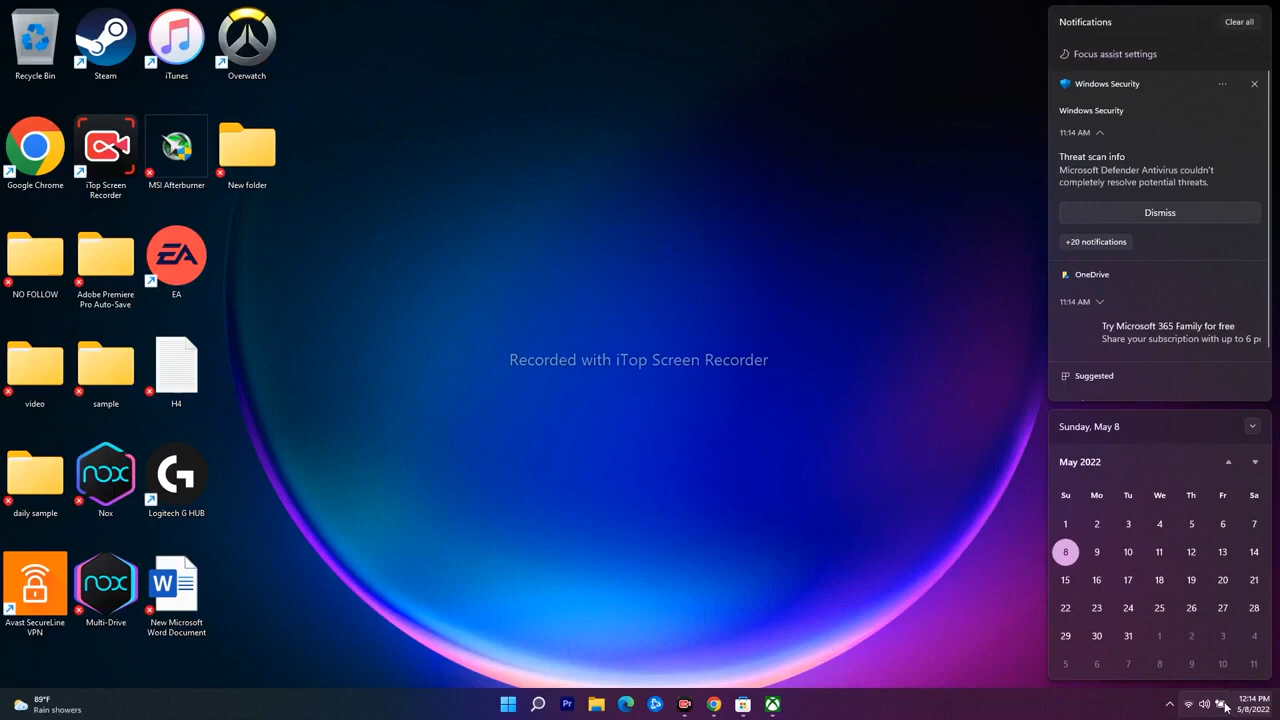 Recycle Bin
Steam
iTunes
Overwatch
Google Chrome
iTop Screen
Recorder
MSI Afterburner
New folder
NO FOLLOW
Adobe Premiere
Pro Auto-Save
EA
EA
video
sample
H4
daily sample
nox
Nox
G
Logitech G HUB
Avast SecureLine
VPN
nox
Multi-Drive
W
New Microsoft
Word Document
Recorded with iTop Screen Recorder
Notifications
Clear all
Focus assist settings
Windows Security
Windows Security
11:14 AM
Threat scan info
Microsoft Defender Antivirus couldn't
completely resolve potential threats.
Dismiss
+20 notifications
OneDrive
11:14 AM
Try Microsoft 365 Family for free
Share your subscription with up to 6
Suggested
Sunday, May 8
May 2022
Su Mo Tu We Th Fr Sa
1 2 3 4 5 6 7
8 9 10 11 12 13 14
15 16 17 18 19 20 21
22 23 24 25 26 27 28
29 30 31 1 2 3 4
5 6 7 8 9 10 11
89°F
Rain showers
Pr
12:14 PM
5/8/2022